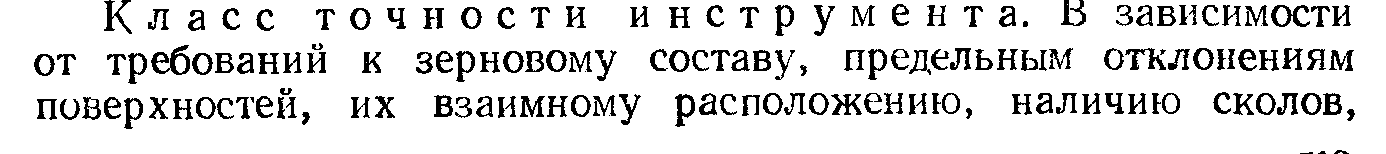 Класс точности инструмента. В зависимости
от требований к зерновому составу, предельным отклонениям
поверхностей, их взаимному расположению, наличию сколов,